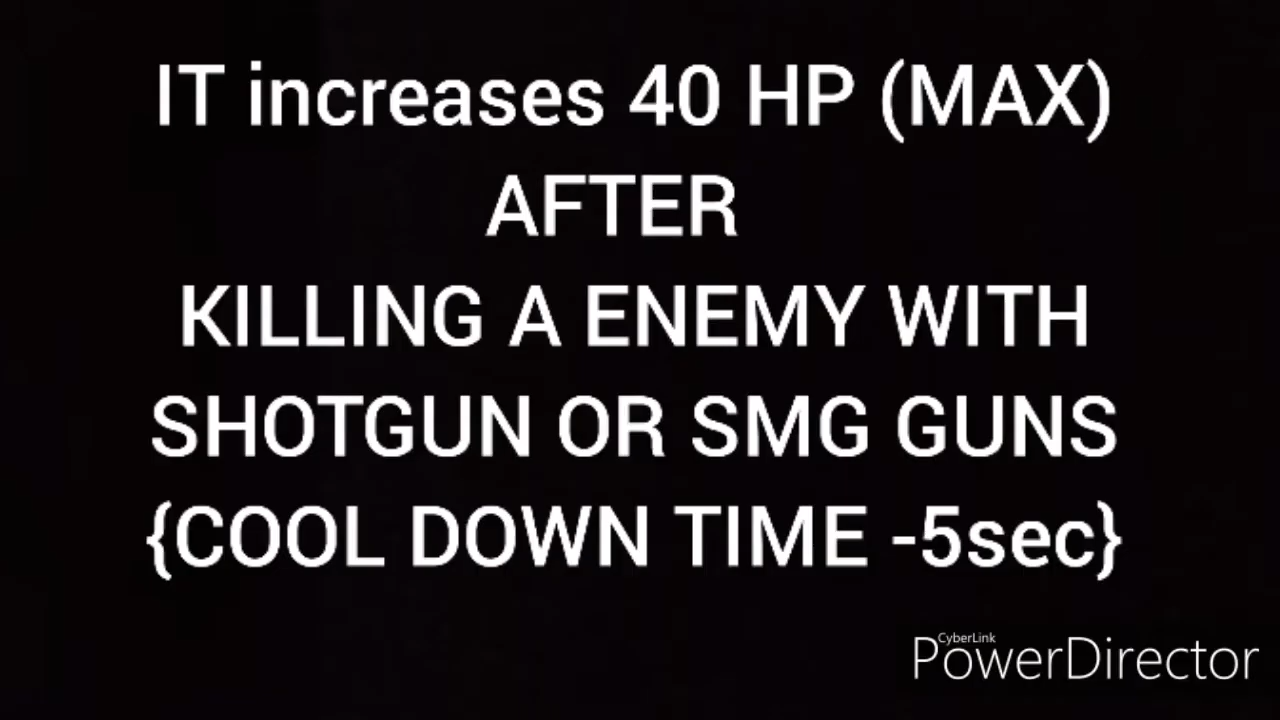 IT increases 40 HP (MAX)
AFTER
KILLING A ENEMY WITH
SHOTGUN OR SMG GUNS
{COOL DOWN TIME -5sec}
CyberLink
PowerDirector